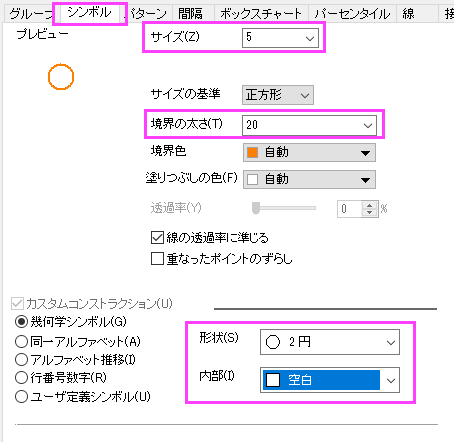 グループ シンボル パターン 間隔 ボックスチャート パーセンタイル 線
プレビュー
サイズ(Z) 5
サイズの基準 正方形
境界の太さ(T) 20
境界色 自動
塗りつぶしの色(F) 自動
透過率(Y) 0 %
線の透過率に準じる
重なったポイントのずらし
カスタムコンストラクション(U)
幾何学シンボル(G)
同一アルファベット(A)
アルファベット推移(I)
行番号数字(R)
ユーザ定義シンボル(U)
形状(S) 2 円
内部(I) 空白